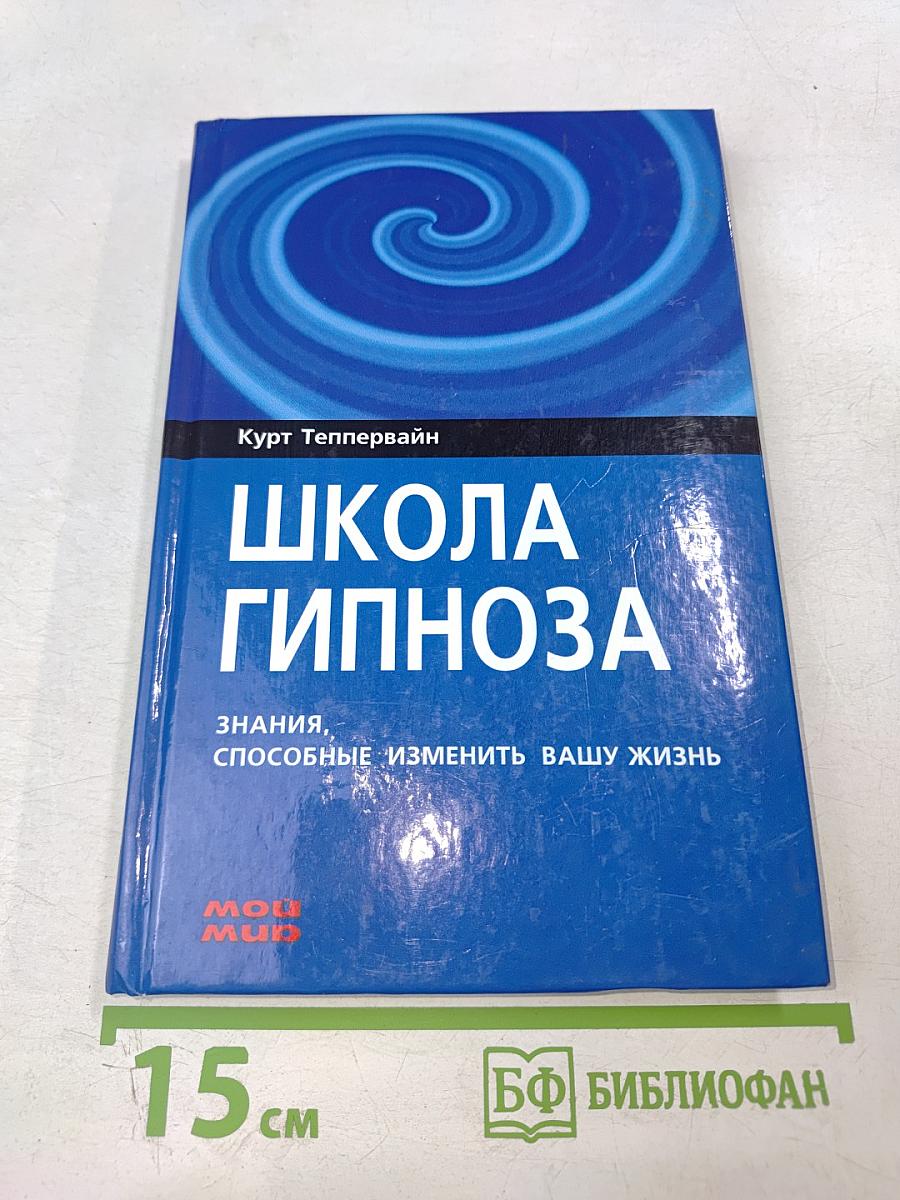 Курт Теппервайн
ШКОЛА
ГИПНОЗА
ЗНАНИЯ,
СПОСОБНЫЕ ИЗМЕНИТЬ ВАШУ ЖИЗНЬ
мой
мир
15 см
БФ БИБЛИОФАН